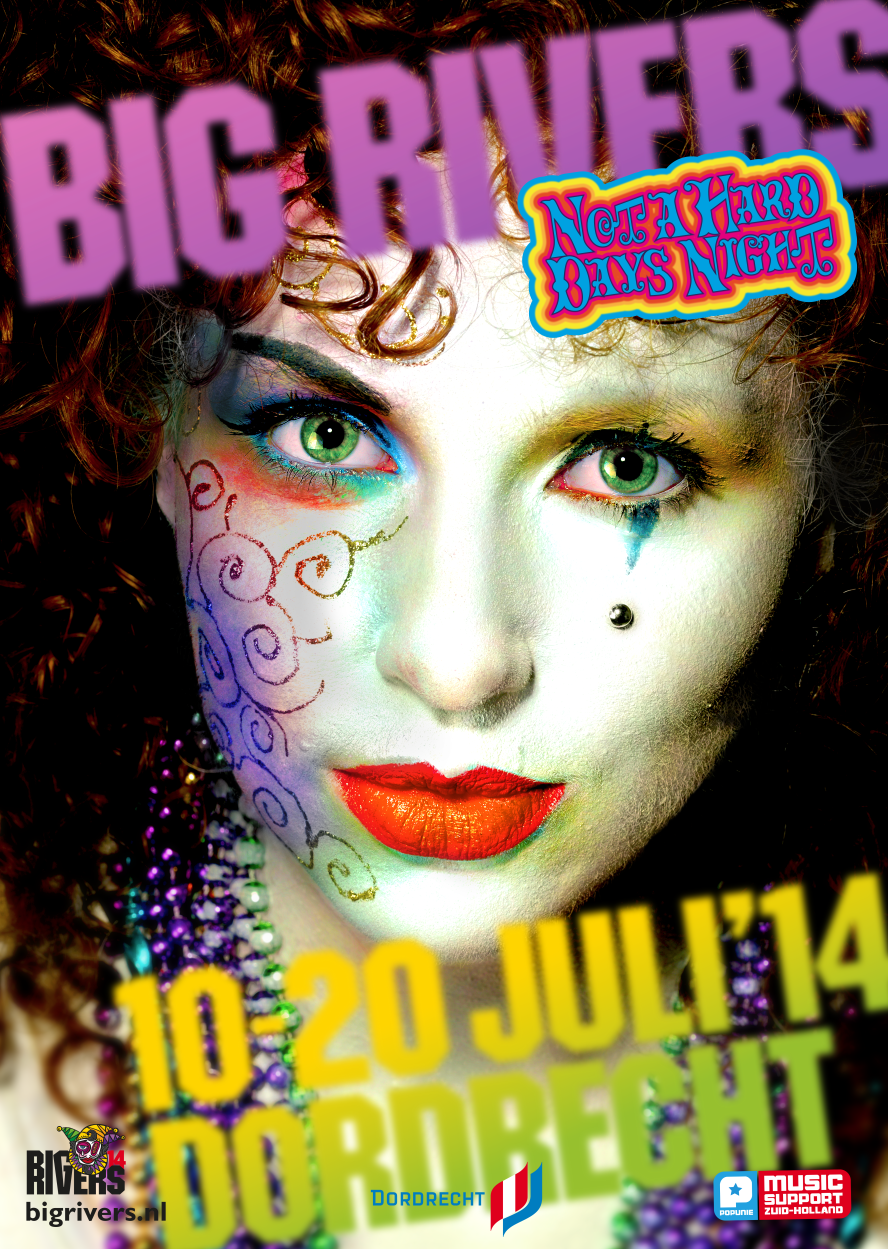 BIG RIVERS
NOT A HARD
DAYS NIGHT
10-20 JULI'14
DORDRECHT
BIG 14
RIVERS
bigrivers.nl
DORDRECHT
POPUNIE
MUSIC
SUPPORT
ZUID-HOLLAND